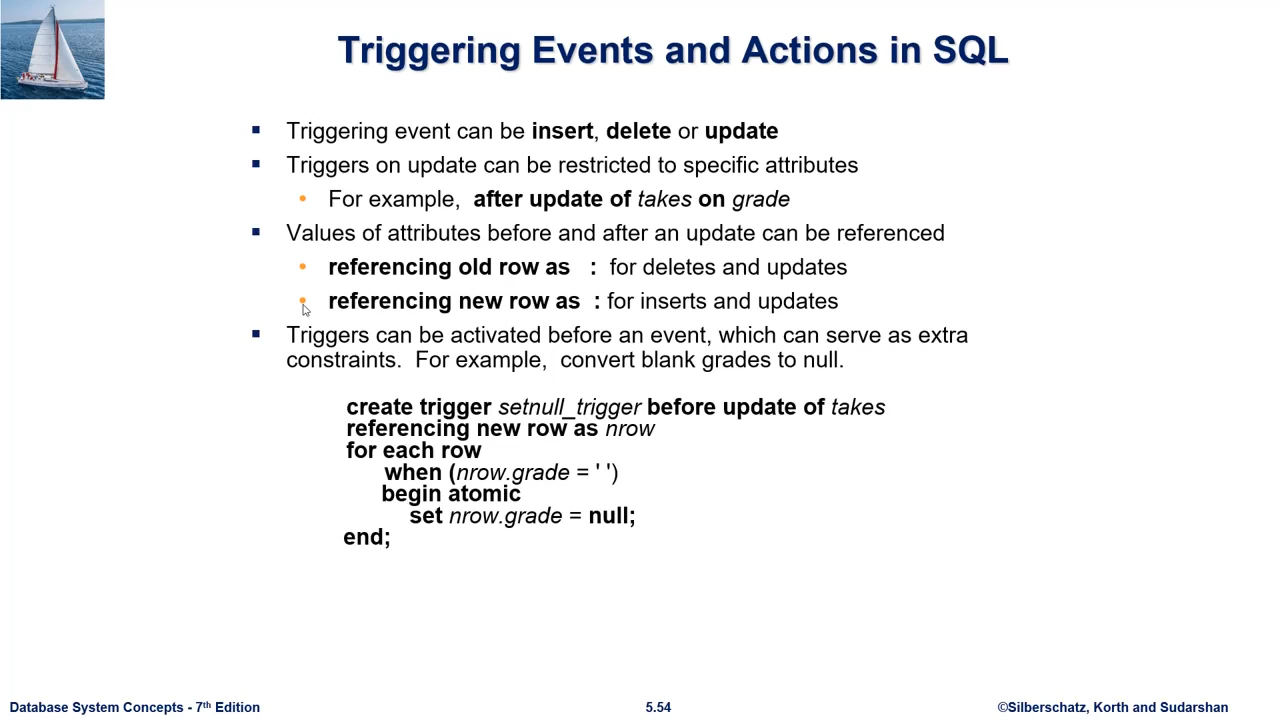 Triggering Events and Actions in SQL
▪ Triggering event can be insert, delete or update
▪ Triggers on update can be restricted to specific attributes
• For example, after update of takes on grade
▪ Values of attributes before and after an update can be referenced
• referencing old row as : for deletes and updates
• referencing new row as : for inserts and updates
▪ Triggers can be activated before an event, which can serve as extra
constraints. For example, convert blank grades to null.
create trigger setnull_trigger before update of takes
referencing new row as nrow
for each row
when (nrow.grade = ' ')
begin atomic
set nrow.grade = null;
end;
Database System Concepts - 7th Edition
5.54
©Silberschatz, Korth and Sudarshan